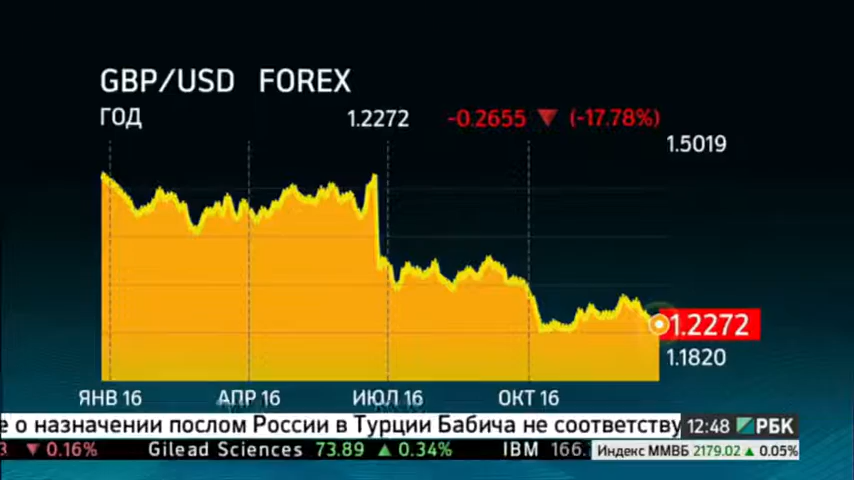 GBP/USD FOREX
ГОД 1.2272 -0.2655 ▼ (-17.78%)
1.5019
1.2272
1.1820
ЯНВ 16 АПР 16 ИЮЛ 16 ОКТ 16
е о назначении послом России в Турции Бабича не соответству
12:48 РБК
▼ 0.16% Gilead Sciences 73.89 ▲ 0.34% IBM 166.
Индекс ММВБ 2179.02 ▲ 0.05%